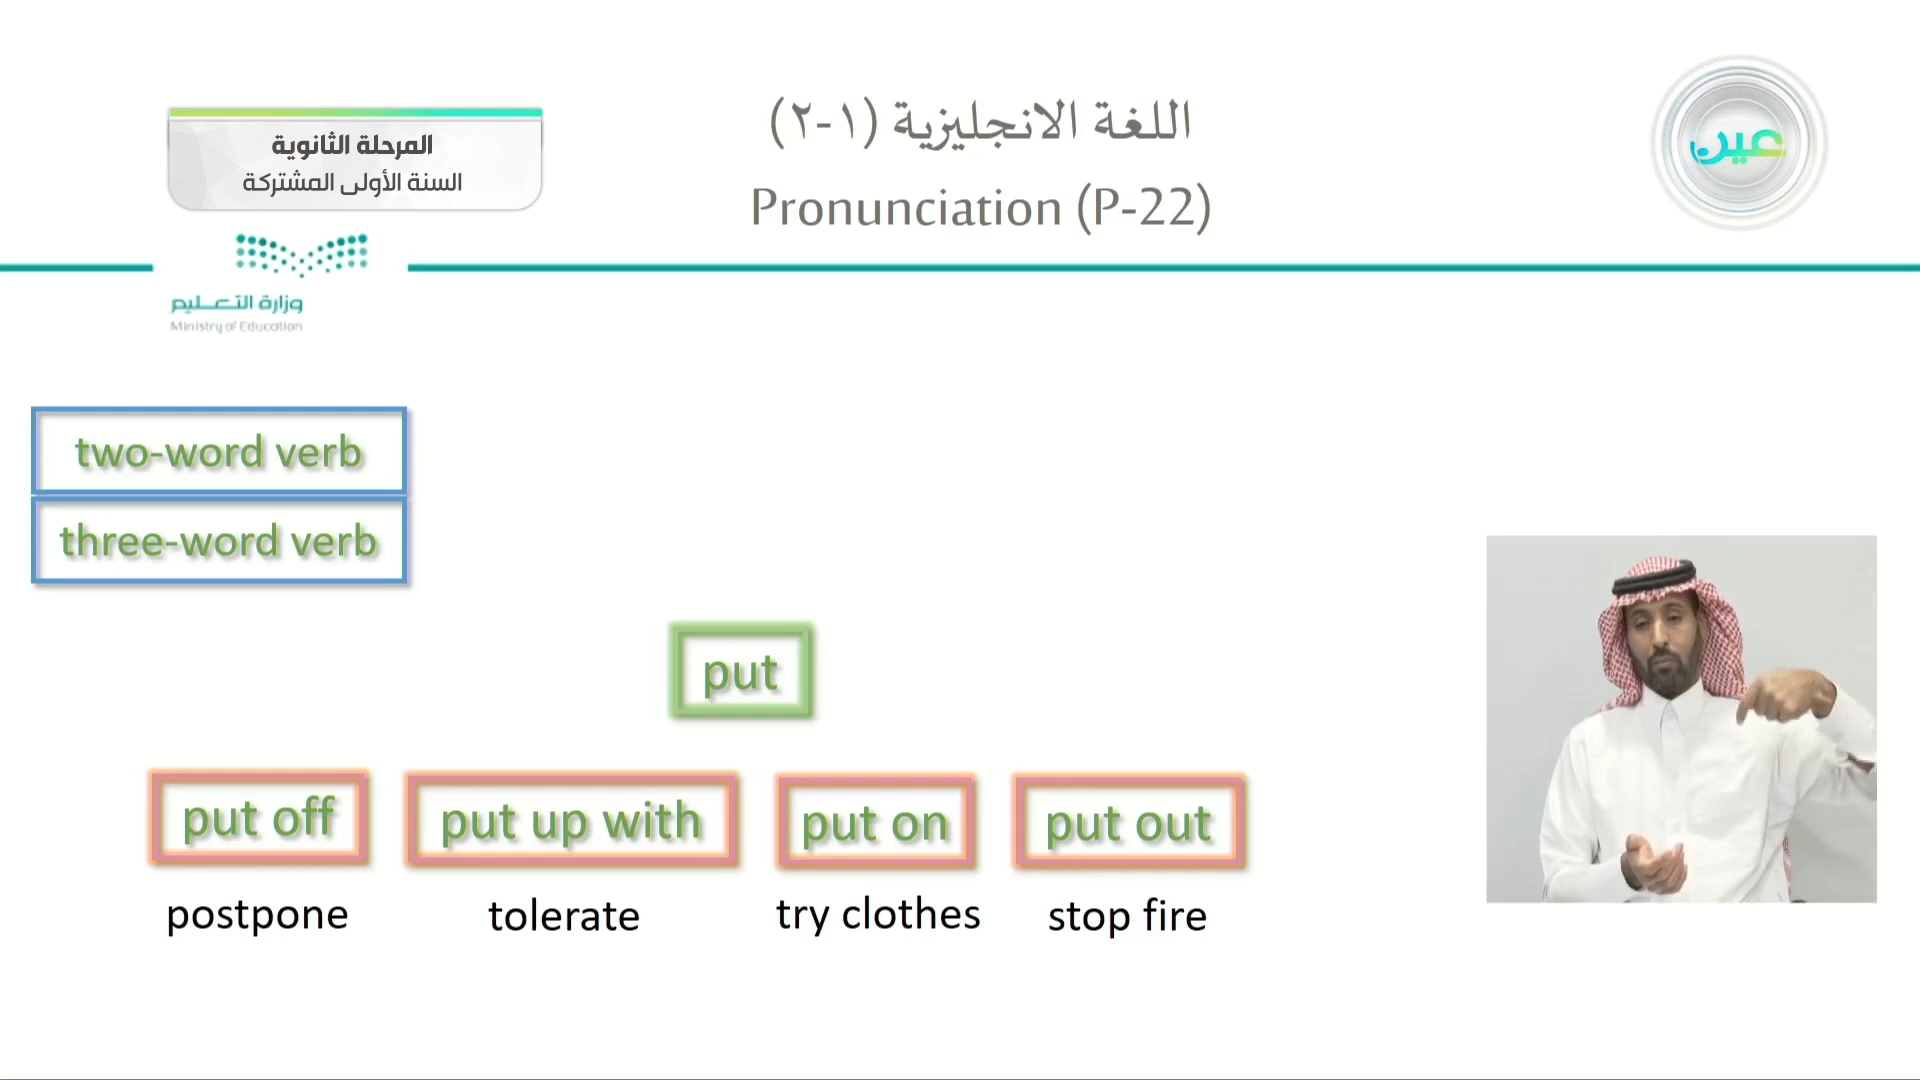 المرحلة الثانوية
السنة الأولى المشتركة
اللغة الانجليزية (١-٢)
Pronunciation (P-22)
عين
وزارة التعليم
Ministry of Education
two-word verb
three-word verb
put
put off
put up with
put on
put out
postpone
tolerate
try clothes
stop fire